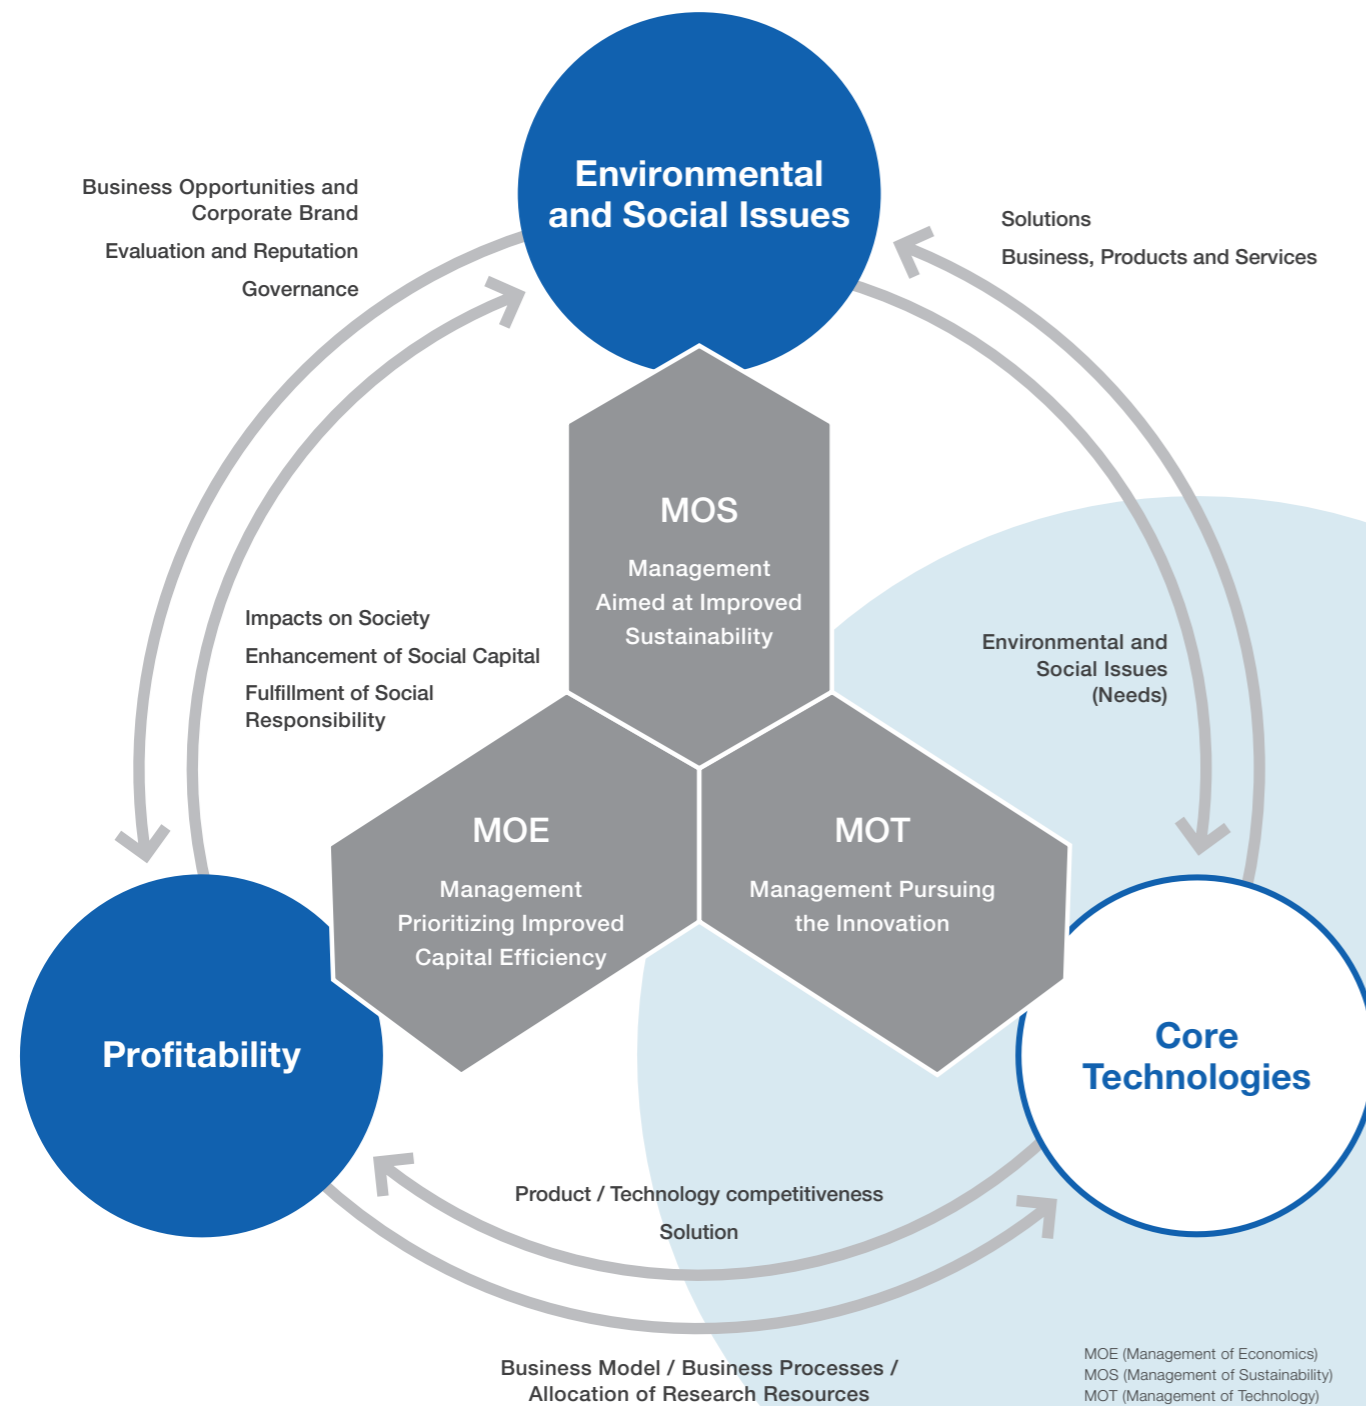 Environmental
and Social Issues
Business Opportunities and
Corporate Brand
Evaluation and Reputation
Governance
Solutions
Business, Products and Services
MOS
Management
Aimed at Improved
Sustainability
Impacts on Society
Enhancement of Social Capital
Fulfillment of Social
Responsibility
Environmental and
Social Issues
(Needs)
MOE
Management
Prioritizing Improved
Capital Efficiency
MOT
Management Pursuing
the Innovation
Profitability
Core
Technologies
Product / Technology competitiveness
Solution
Business Model / Business Processes /
Allocation of Research Resources
MOE (Management of Economics)
MOS (Management of Sustainability)
MOT (Management of Technology)